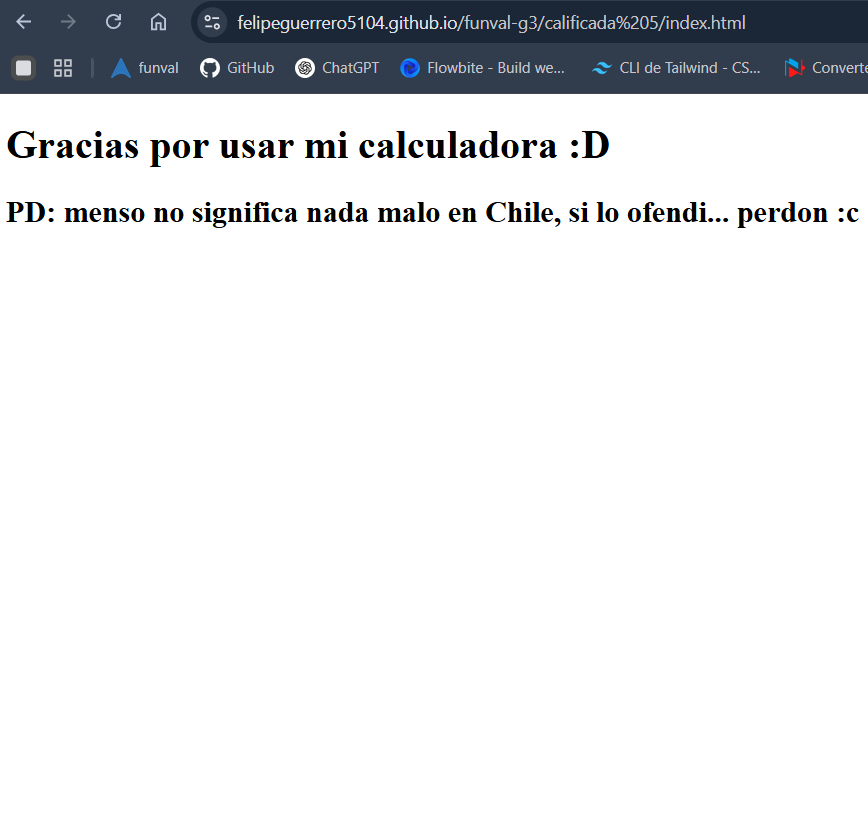 felipeguerrero5104.github.io/funval-g3/calificada%205/index.html
funval GitHub ChatGPT Flowbite - Build we... CLI de Tailwind - CS... Converte
Gracias por usar mi calculadora :D
PD: menso no significa nada malo en Chile, si lo ofendi... perdon :c